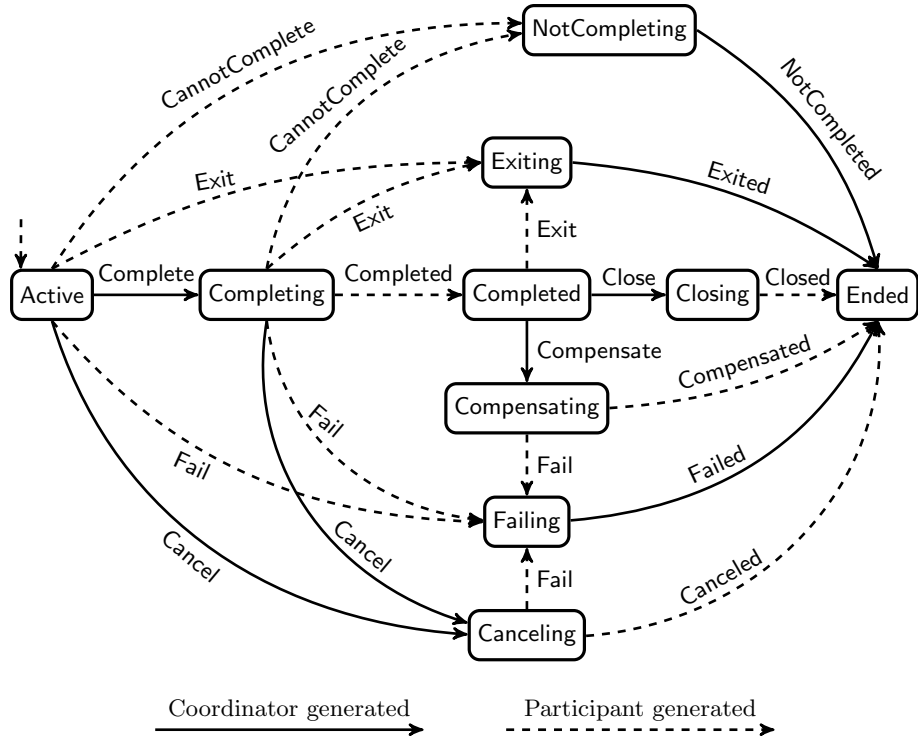 NotCompleting
CannotComplete
CannotComplete
NotCompleted
Exiting
Exit
Exited
Exit
Exit
Active
Complete
Completing
Completed
Completed
Close
Closing
Closed
Ended
Compensate
Compensated
Compensating
Fail
Fail
Fail
Failed
Failing
Cancel
Cancel
Fail
Canceled
Canceling
Coordinator generated
Participant generated